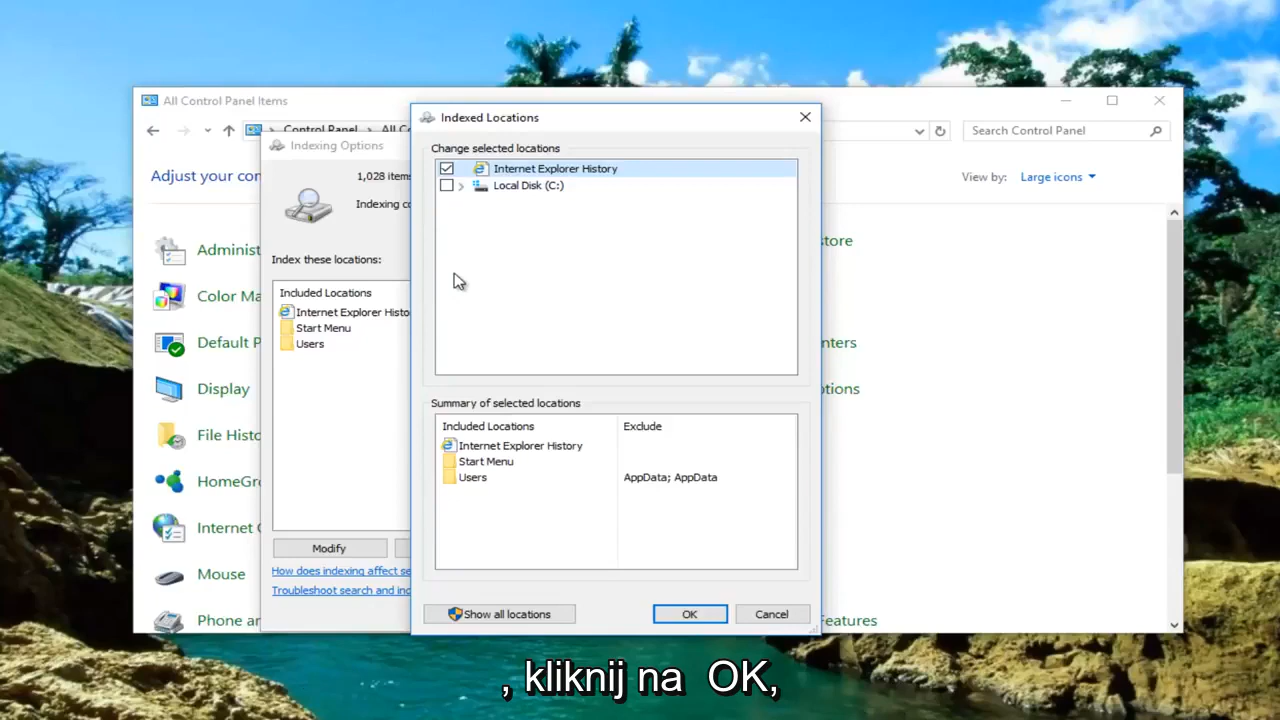 All Control Panel Items
Control Panel
All Co
Search Control Panel
Adjust your con
View by: Large icons
Administ
Color Ma
Default P
Display
File Histo
HomeGro
Internet
Mouse
Phone an
store
nters
ptions
Features
Indexing Options
1,028 items
Indexing co
Index these locations:
Included Locations
Internet Explorer Histo
Start Menu
Users
Modify
How does indexing affect se
Troubleshoot search and ind
Indexed Locations
Change selected locations
Internet Explorer History
Local Disk (C:)
Summary of selected locations
Included Locations Exclude
Internet Explorer History
Start Menu
Users AppData; AppData
Show all locations OK Cancel
, kliknij na OK,